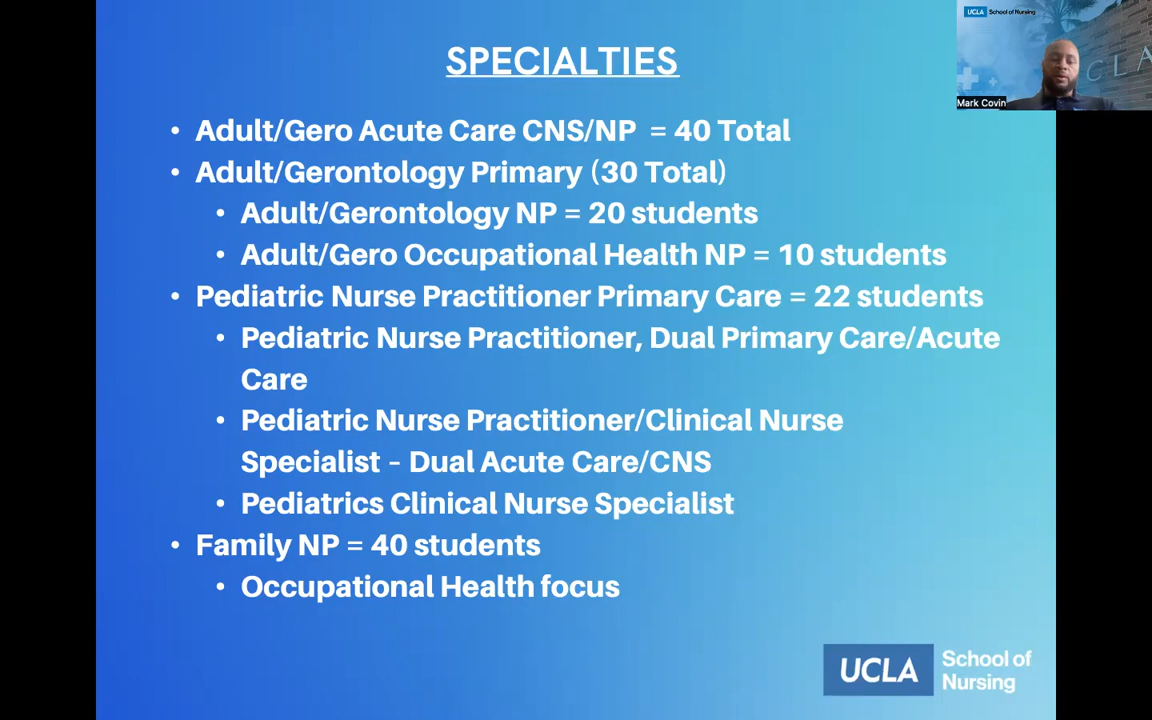 SPECIALTIES
UCLA School of Nursing
CLA
Mark Covin
• Adult/Gero Acute Care CNS/NP = 40 Total
• Adult/Gerontology Primary (30 Total)
• Adult/Gerontology NP = 20 students
• Adult/Gero Occupational Health NP = 10 students
• Pediatric Nurse Practitioner Primary Care = 22 students
• Pediatric Nurse Practitioner, Dual Primary Care/Acute
Care
• Pediatric Nurse Practitioner/Clinical Nurse
Specialist – Dual Acute Care/CNS
• Pediatrics Clinical Nurse Specialist
• Family NP = 40 students
• Occupational Health focus
UCLA School of
Nursing